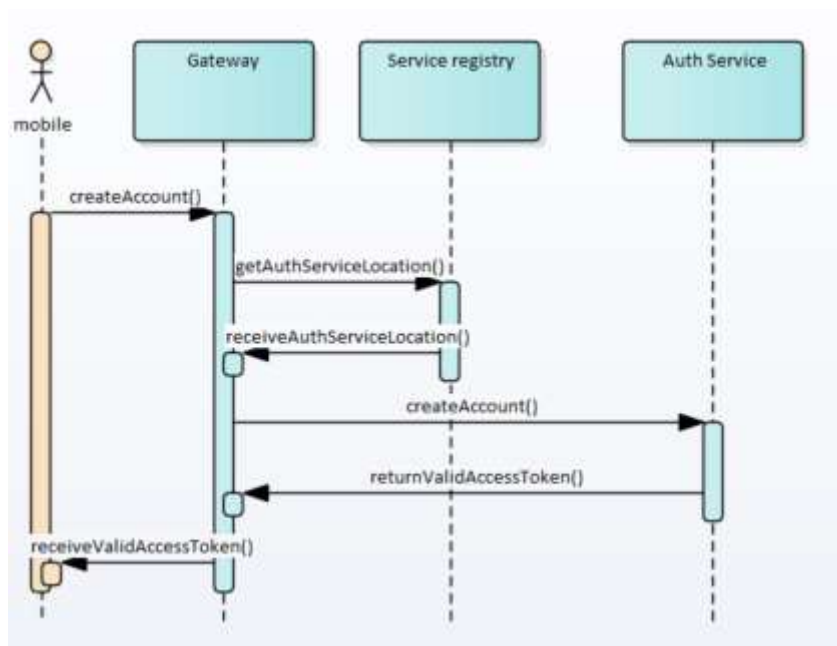 Gateway
Service registry
Auth Service
mobile
createAccount()
getAuthServiceLocation()
receiveAuthServiceLocation()
createAccount()
returnValidAccessToken()
receiveValidAccessToken()